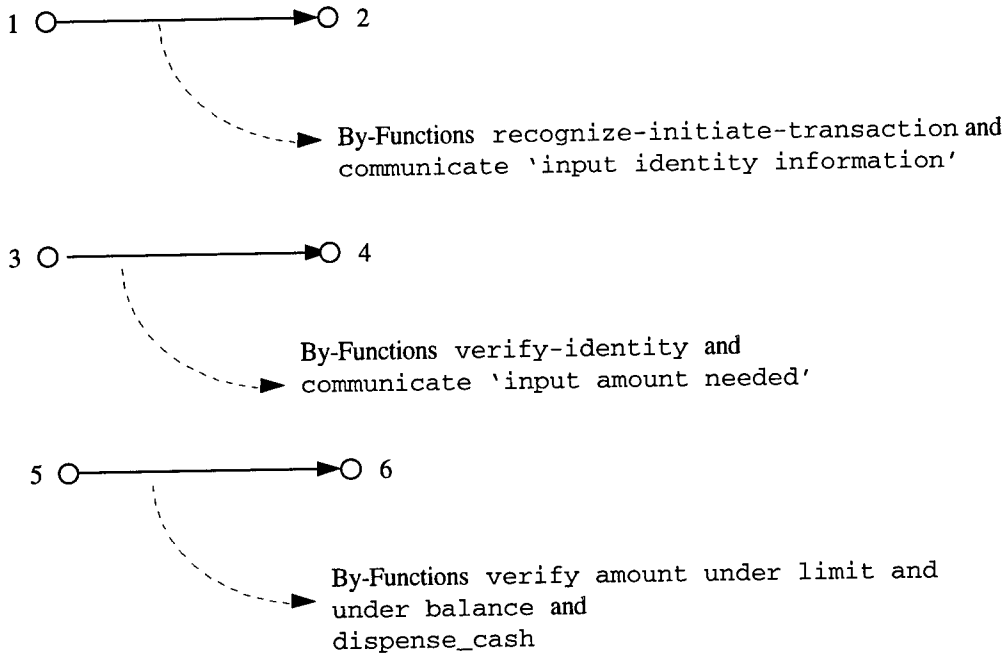 1 2
By-Functions recognize-initiate-transaction and
communicate ‘input identity information’
3 4
By-Functions verify-identity and
communicate ‘input amount needed’
5 6
By-Functions verify amount under limit and
under balance and
dispense_cash